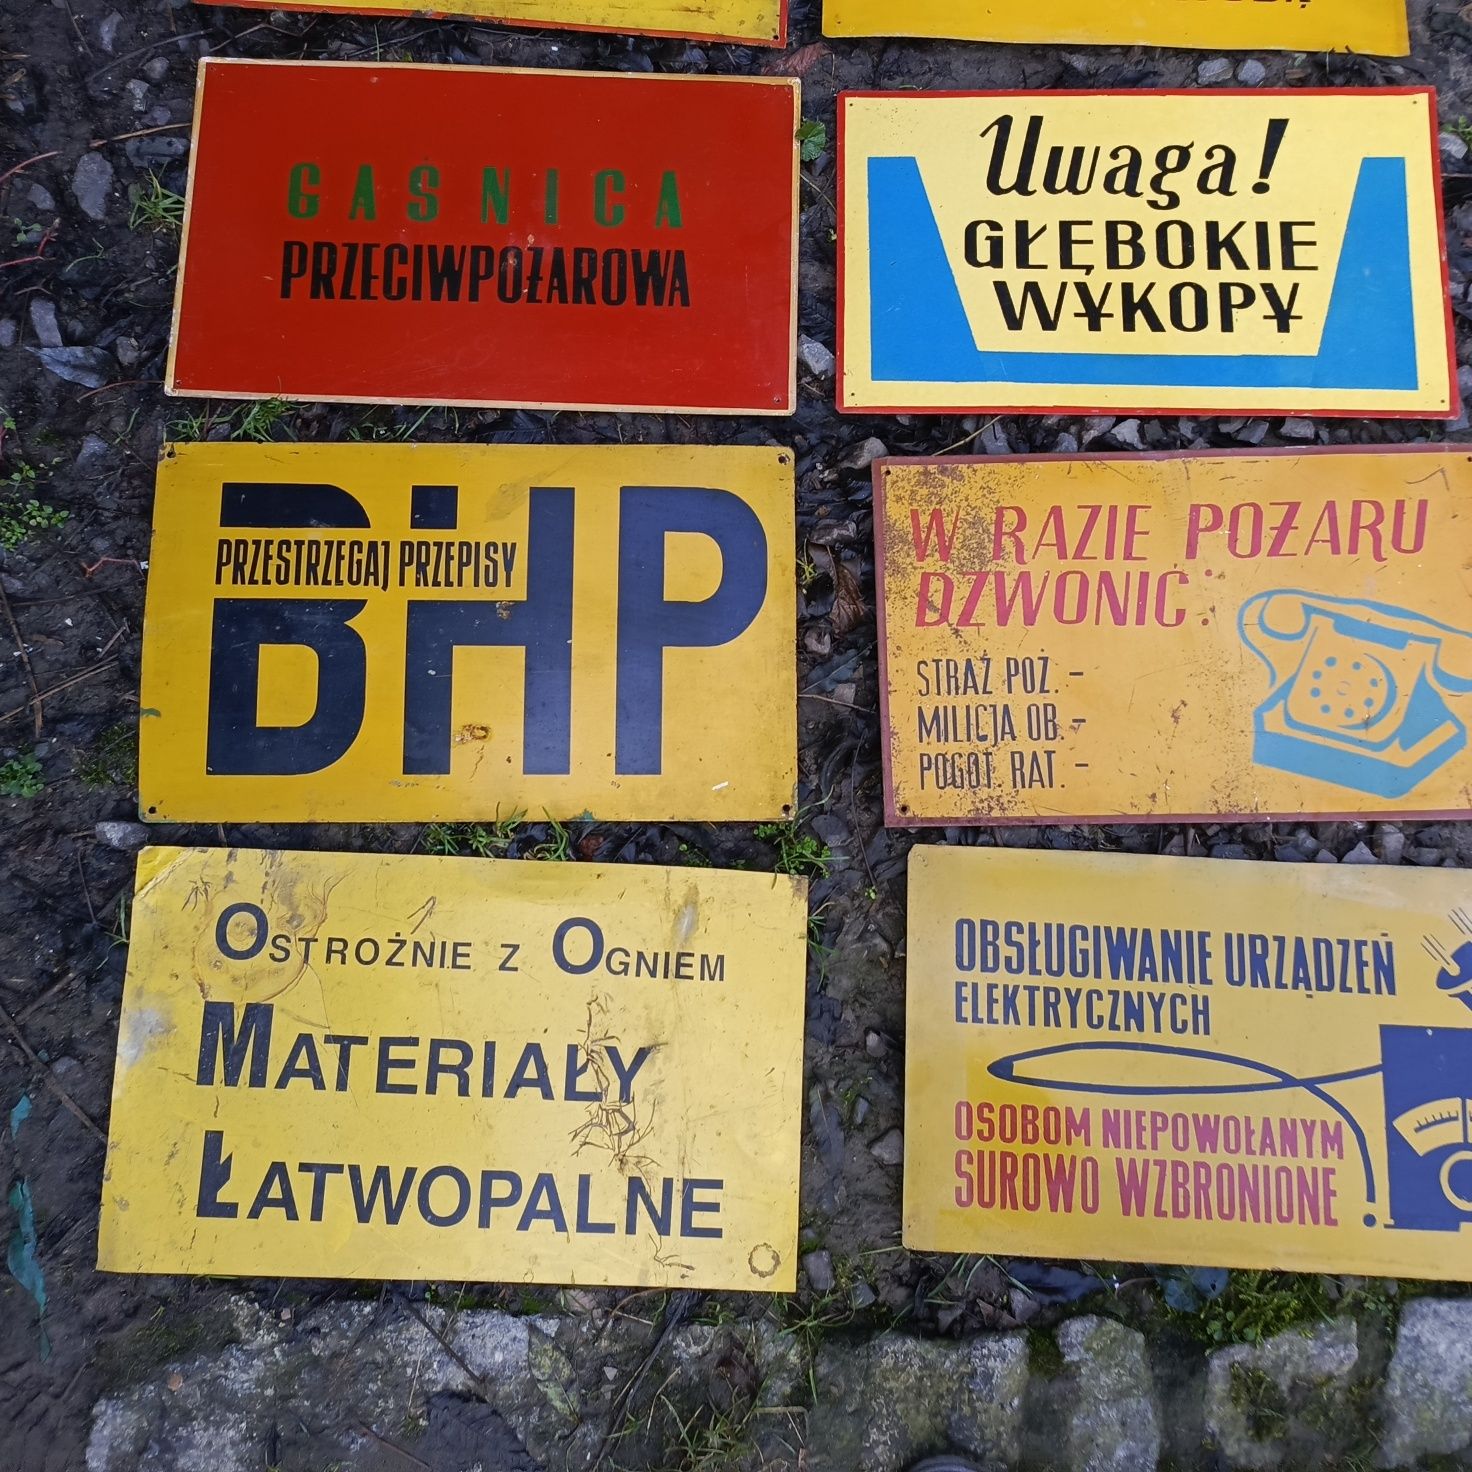 GAŚNICA
PRZECIWPOŻAROWA
Uwaga!
GŁĘBOKIE
WYKOPY
BHP
PRZESTRZEGAJ PRZEPISY
W RAZIE POŻARU
DZWONIĆ:
STRAŻ POŻ. -
MILICJA OB. -
POGOT. RAT. -
OSTROŻNIE Z OGNIEM
MATERIAŁY
ŁATWOPALNE
OBSŁUGIWANIE URZĄDZEŃ
ELEKTRYCZNYCH
OSOBOM NIEPOWOŁANYM
SUROWO WZBRONIONE